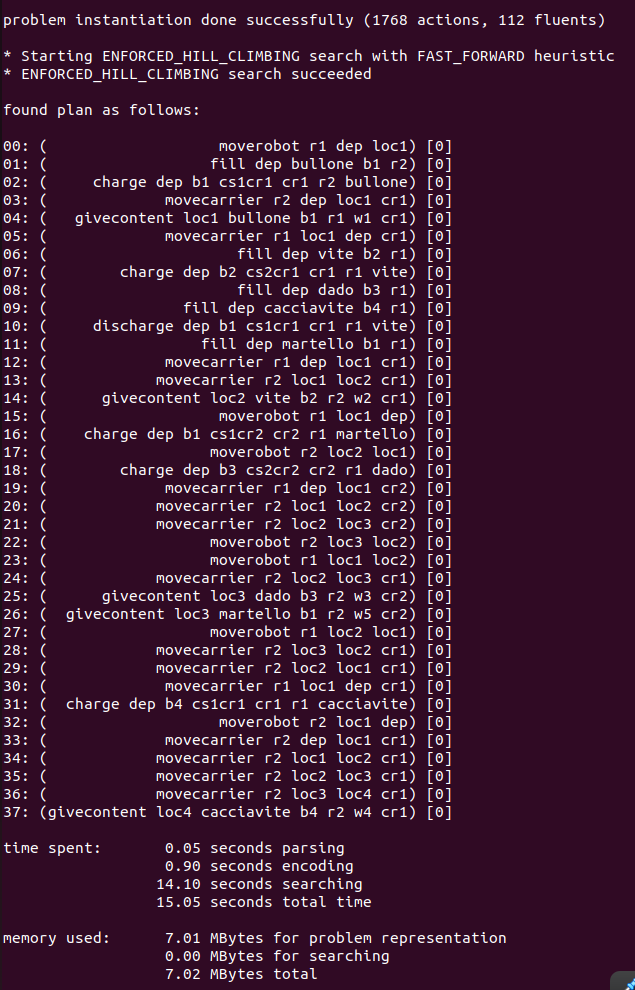 problem instantiation done successfully (1768 actions, 112 fluents)
* Starting ENFORCED_HILL_CLIMBING search with FAST_FORWARD heuristic
* ENFORCED_HILL_CLIMBING search succeeded
found plan as follows:
00: (                   moverobot r1 dep loc1) [0]
01: (                  fill dep bullone b1 r2) [0]
02: (     charge dep b1 cs1cr1 cr1 r2 bullone) [0]
03: (             movecarrier r2 dep loc1 cr1) [0]
04: (   givecontent loc1 bullone b1 r1 w1 cr1) [0]
05: (             movecarrier r1 loc1 dep cr1) [0]
06: (                     fill dep vite b2 r1) [0]
07: (        charge dep b2 cs2cr1 cr1 r1 vite) [0]
08: (                     fill dep dado b3 r1) [0]
09: (               fill dep cacciavite b4 r1) [0]
10: (     discharge dep b1 cs1cr1 cr1 r1 vite) [0]
11: (                 fill dep martello b1 r1) [0]
12: (             movecarrier r1 dep loc1 cr1) [0]
13: (            movecarrier r2 loc1 loc2 cr1) [0]
14: (      givecontent loc2 vite b2 r2 w2 cr1) [0]
15: (                   moverobot r1 loc1 dep) [0]
16: (    charge dep b1 cs1cr2 cr2 r1 martello) [0]
17: (                  moverobot r2 loc2 loc1) [0]
18: (        charge dep b3 cs2cr2 cr2 r1 dado) [0]
19: (             movecarrier r1 dep loc1 cr2) [0]
20: (            movecarrier r2 loc1 loc2 cr2) [0]
21: (            movecarrier r2 loc2 loc3 cr2) [0]
22: (                  moverobot r2 loc3 loc2) [0]
23: (                  moverobot r1 loc1 loc2) [0]
24: (            movecarrier r2 loc2 loc3 cr1) [0]
25: (      givecontent loc3 dado b3 r2 w3 cr2) [0]
26: (  givecontent loc3 martello b1 r2 w5 cr2) [0]
27: (                  moverobot r1 loc2 loc1) [0]
28: (            movecarrier r2 loc3 loc2 cr1) [0]
29: (            movecarrier r2 loc2 loc1 cr1) [0]
30: (             movecarrier r1 loc1 dep cr1) [0]
31: (  charge dep b4 cs1cr1 cr1 r1 cacciavite) [0]
32: (                   moverobot r2 loc1 dep) [0]
33: (             movecarrier r2 dep loc1 cr1) [0]
34: (            movecarrier r2 loc1 loc2 cr1) [0]
35: (            movecarrier r2 loc2 loc3 cr1) [0]
36: (            movecarrier r2 loc3 loc4 cr1) [0]
37: (givecontent loc4 cacciavite b4 r2 w4 cr1) [0]
time spent:       0.05 seconds parsing
                  0.90 seconds encoding
                 14.10 seconds searching
                 15.05 seconds total time
memory used:      7.01 MBytes for problem representation
                  0.00 MBytes for searching
                  7.02 MBytes total